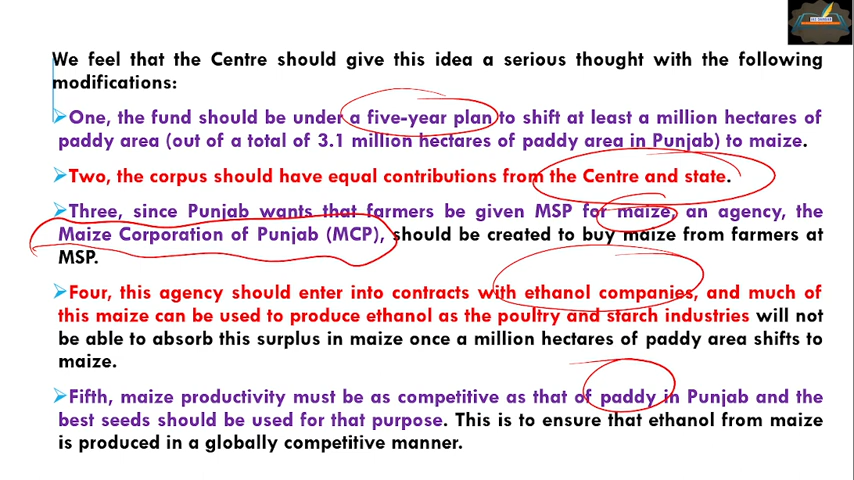 We feel that the Centre should give this idea a serious thought with the following
modifications:
➢One, the fund should be under a five-year plan to shift at least a million hectares of
paddy area (out of a total of 3.1 million hectares of paddy area in Punjab) to maize.
➢Two, the corpus should have equal contributions from the Centre and state.
➢Three, since Punjab wants that farmers be given MSP for maize, an agency, the
Maize Corporation of Punjab (MCP), should be created to buy maize from farmers at
MSP.
➢Four, this agency should enter into contracts with ethanol companies, and much of
this maize can be used to produce ethanol as the poultry and starch industries will not
be able to absorb this surplus in maize once a million hectares of paddy area shifts to
maize.
➢Fifth, maize productivity must be as competitive as that of paddy in Punjab and the
best seeds should be used for that purpose. This is to ensure that ethanol from maize
is produced in a globally competitive manner.